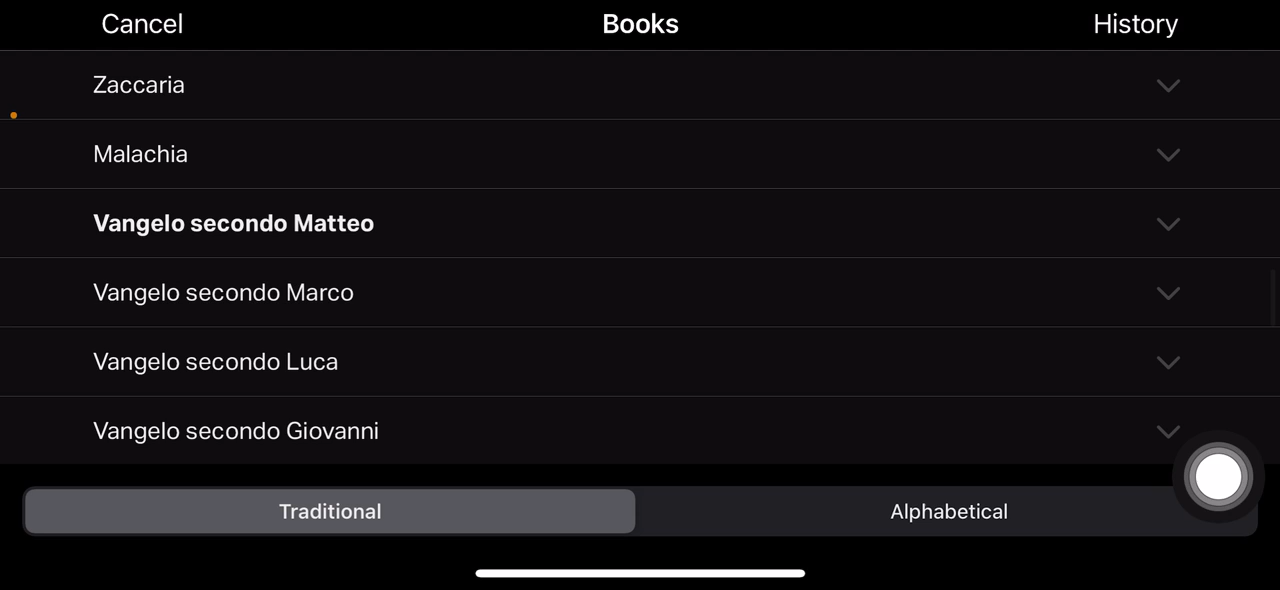 Cancel Books History
Zaccaria
Malachia
Vangelo secondo Matteo
Vangelo secondo Marco
Vangelo secondo Luca
Vangelo secondo Giovanni
Traditional Alphabetical